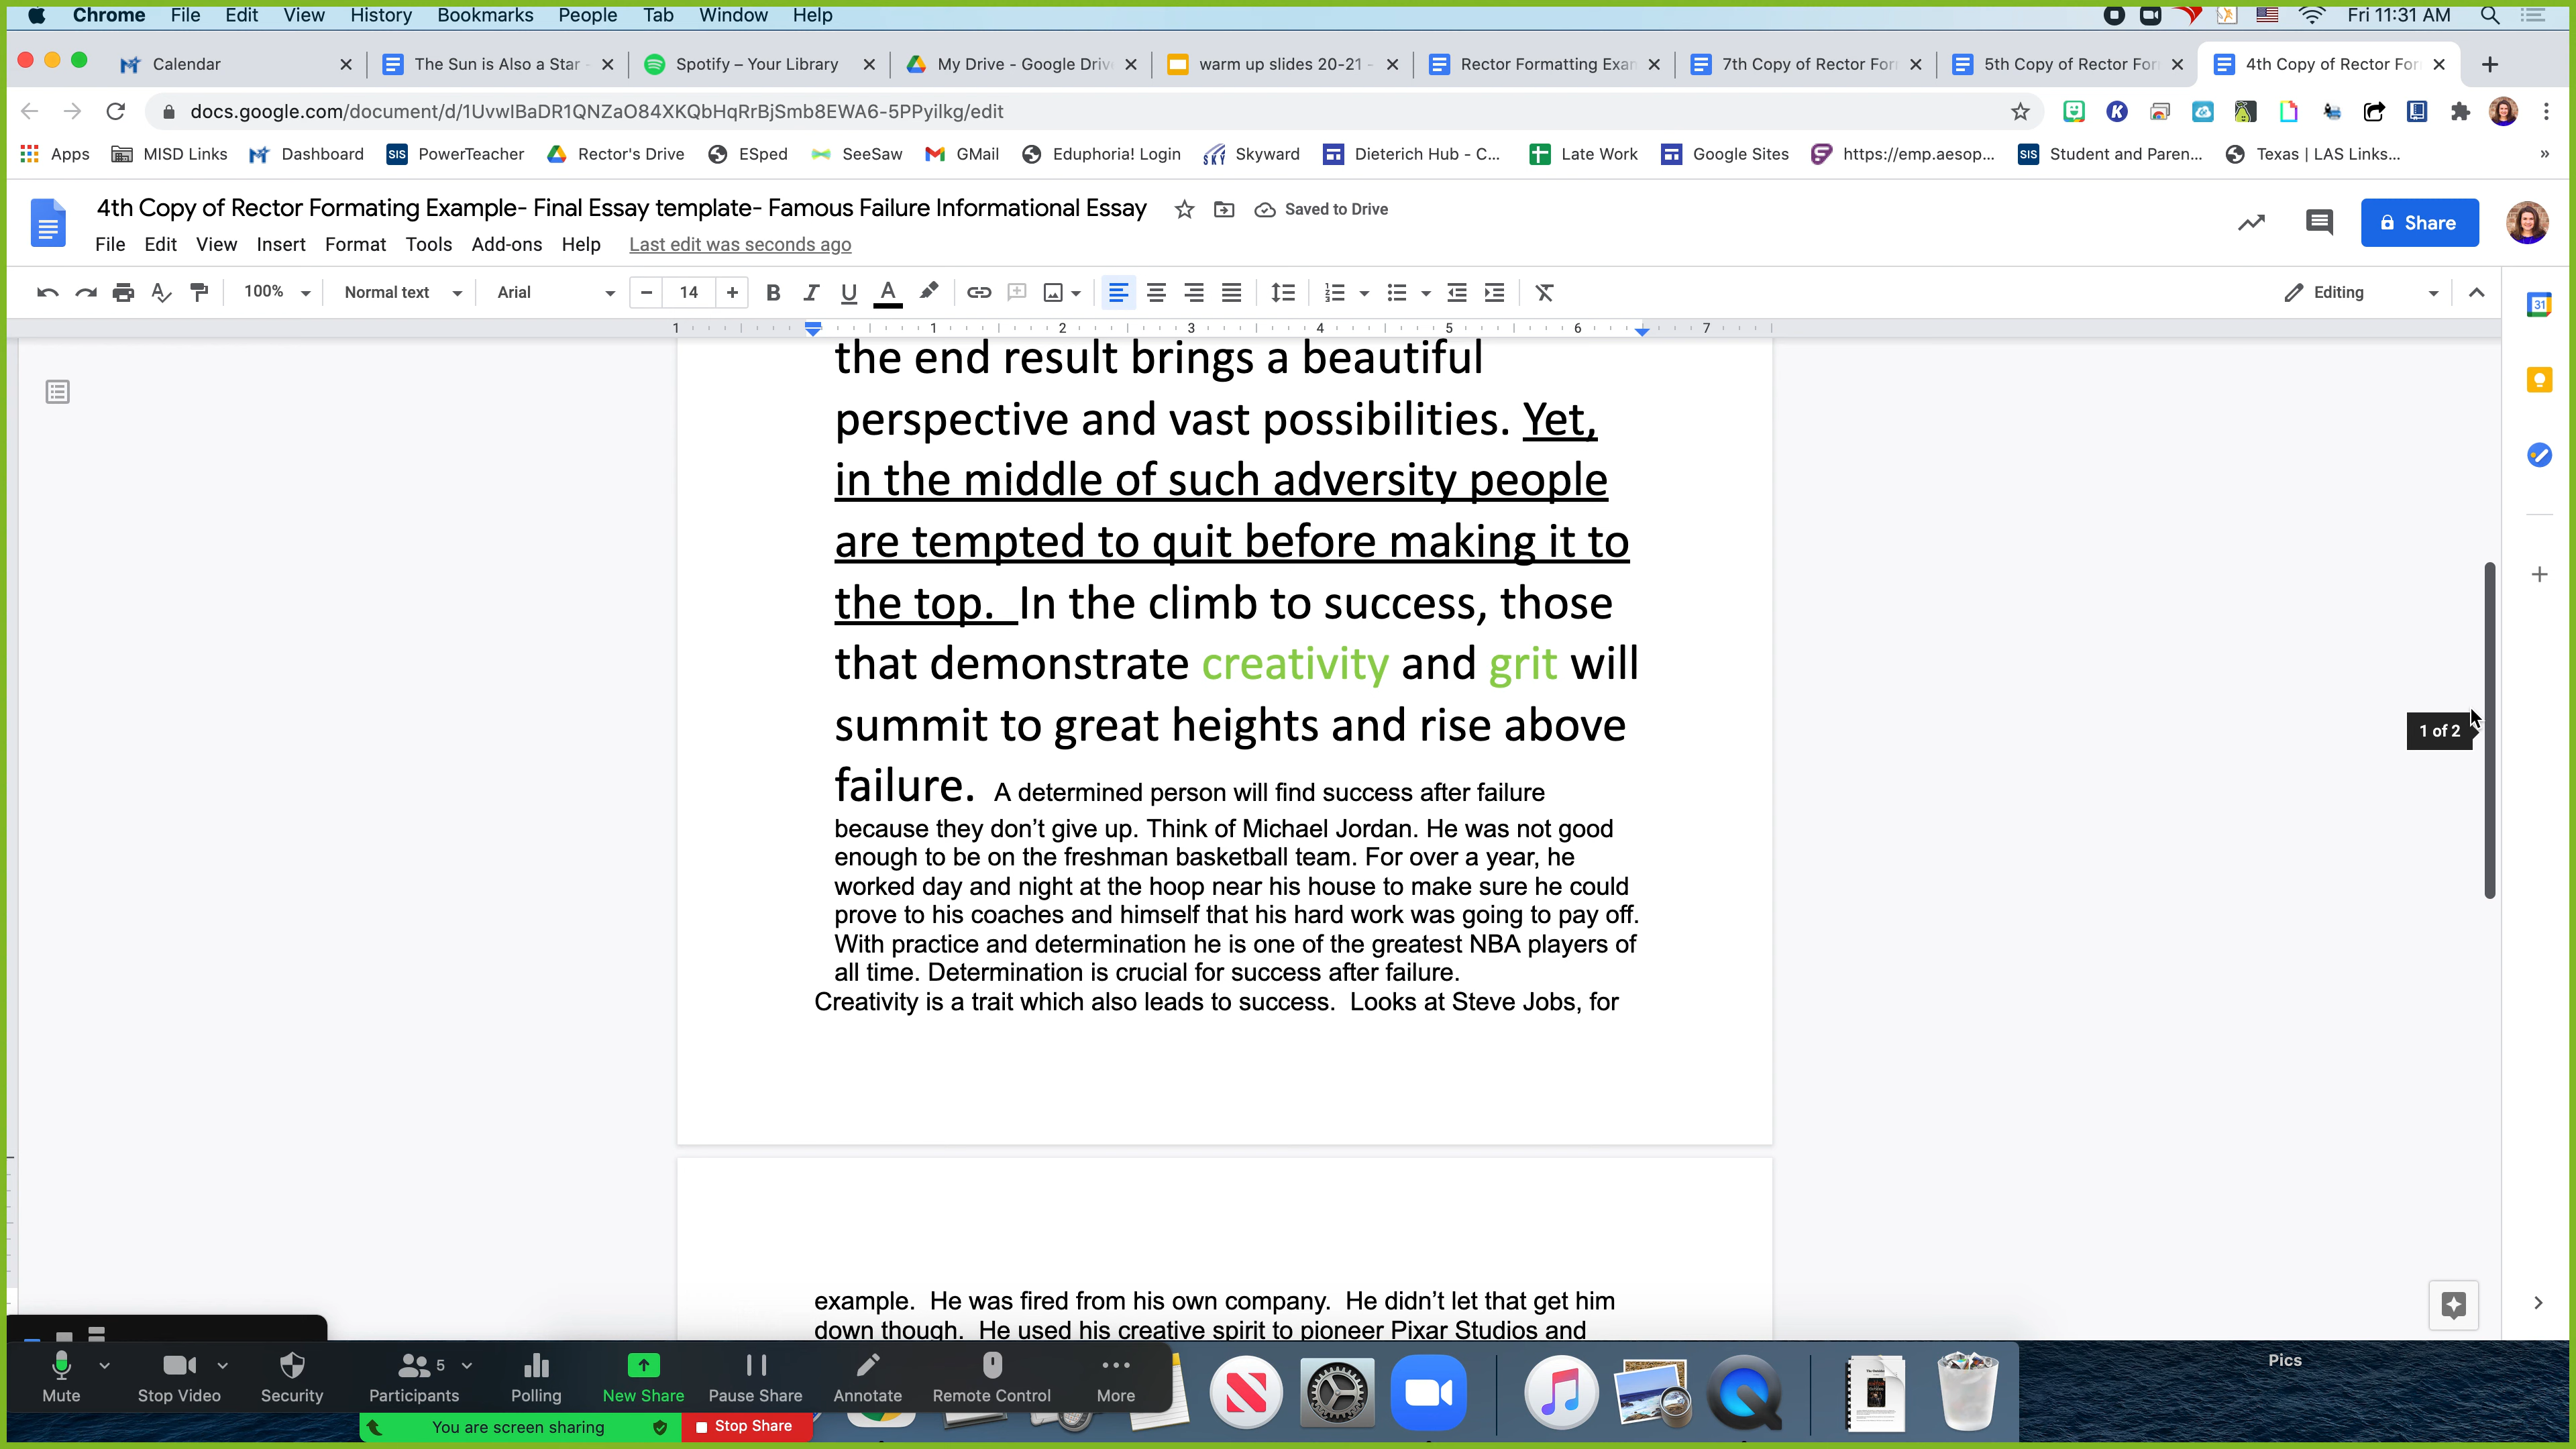 Chrome File Edit View History Bookmarks People Tab Window Help Fri 11:31 AM
Calendar The Sun is Also a Star - Spotify – Your Library My Drive - Google Driv warm up slides 20-21 - Rector Formatting Exam 7th Copy of Rector For 5th Copy of Rector For 4th Copy of Rector For
docs.google.com/document/d/1UvwIBaDR1QNZaO84XKQbHqRrBjSmb8EWA6-5PPyilkg/edit
Apps MISD Links Dashboard SIS PowerTeacher Rector's Drive ESped SeeSaw GMail Eduphoria! Login SKY Skyward Dieterich Hub - C... Late Work Google Sites https://emp.aesop... SIS Student and Paren... Texas | LAS Links... »
4th Copy of Rector Formating Example- Final Essay template- Famous Failure Informational Essay Saved to Drive
File Edit View Insert Format Tools Add-ons Help Last edit was seconds ago Share
100% Normal text Arial − 14 + B I U A Editing
1 1 2 3 4 5 6 7 31
the end result brings a beautiful
perspective and vast possibilities. Yet,
in the middle of such adversity people
are tempted to quit before making it to
the top. In the climb to success, those
that demonstrate creativity and grit will
summit to great heights and rise above
1 of 2
failure. A determined person will find success after failure
because they don’t give up. Think of Michael Jordan. He was not good
enough to be on the freshman basketball team. For over a year, he
worked day and night at the hoop near his house to make sure he could
prove to his coaches and himself that his hard work was going to pay off.
With practice and determination he is one of the greatest NBA players of
all time. Determination is crucial for success after failure.
Creativity is a trait which also leads to success. Looks at Steve Jobs, for
example. He was fired from his own company. He didn’t let that get him
down though. He used his creative spirit to pioneer Pixar Studios and
5
Mute Stop Video Security Participants Polling New Share Pause Share Annotate Remote Control More
Pics
You are screen sharing Stop Share